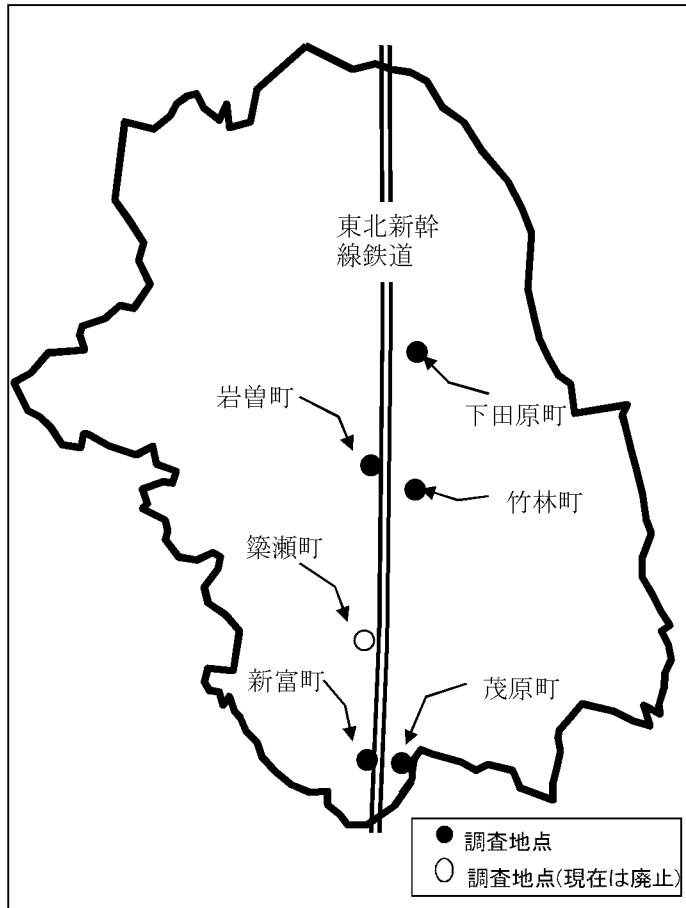 東北新幹
線鉄道
下田原町
岩曽町
竹林町
簗瀬町
新富町
茂原町
調査地点
調査地点(現在は廃止)